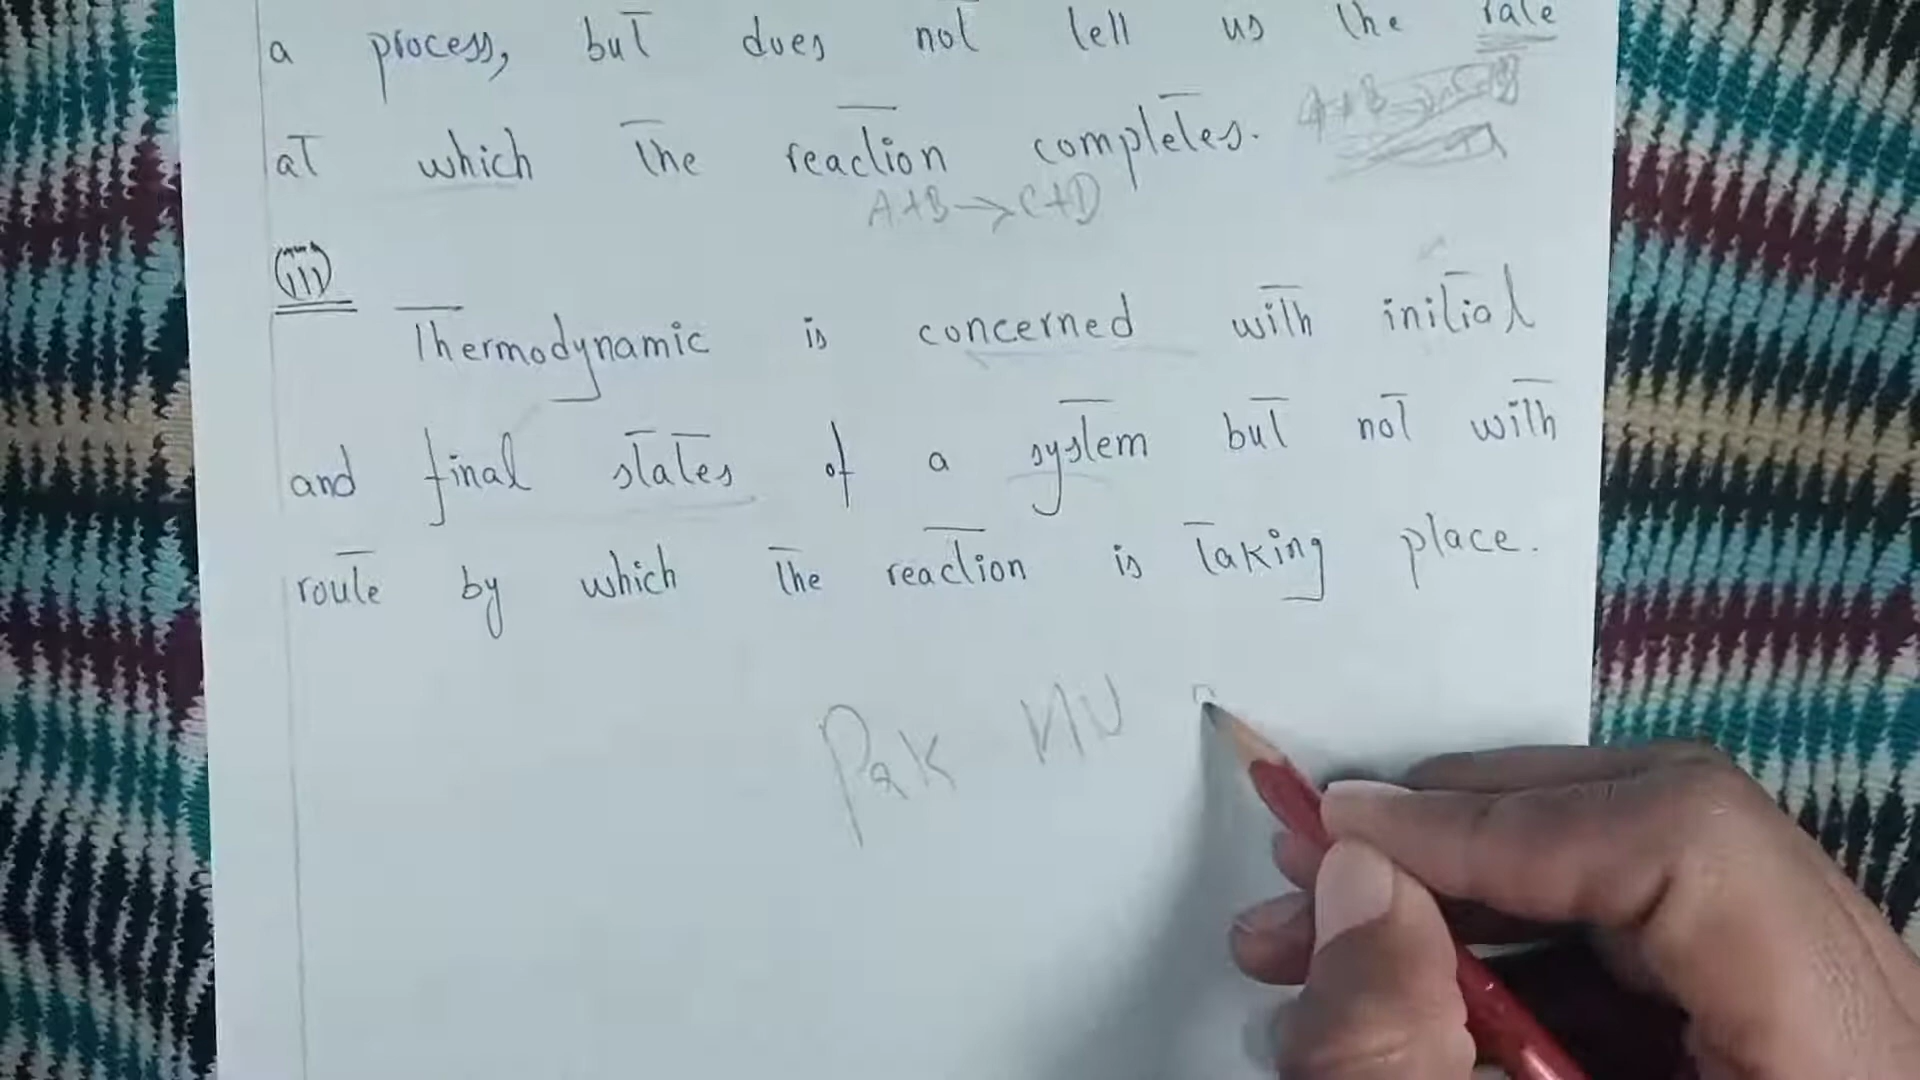 a process, but does not tell us the rate
at which the reaction completes.
A+B→C+D
(iii)
Thermodynamic is concerned with initial
and final states of a system but not with
route by which the reaction is taking place.
Pak NU